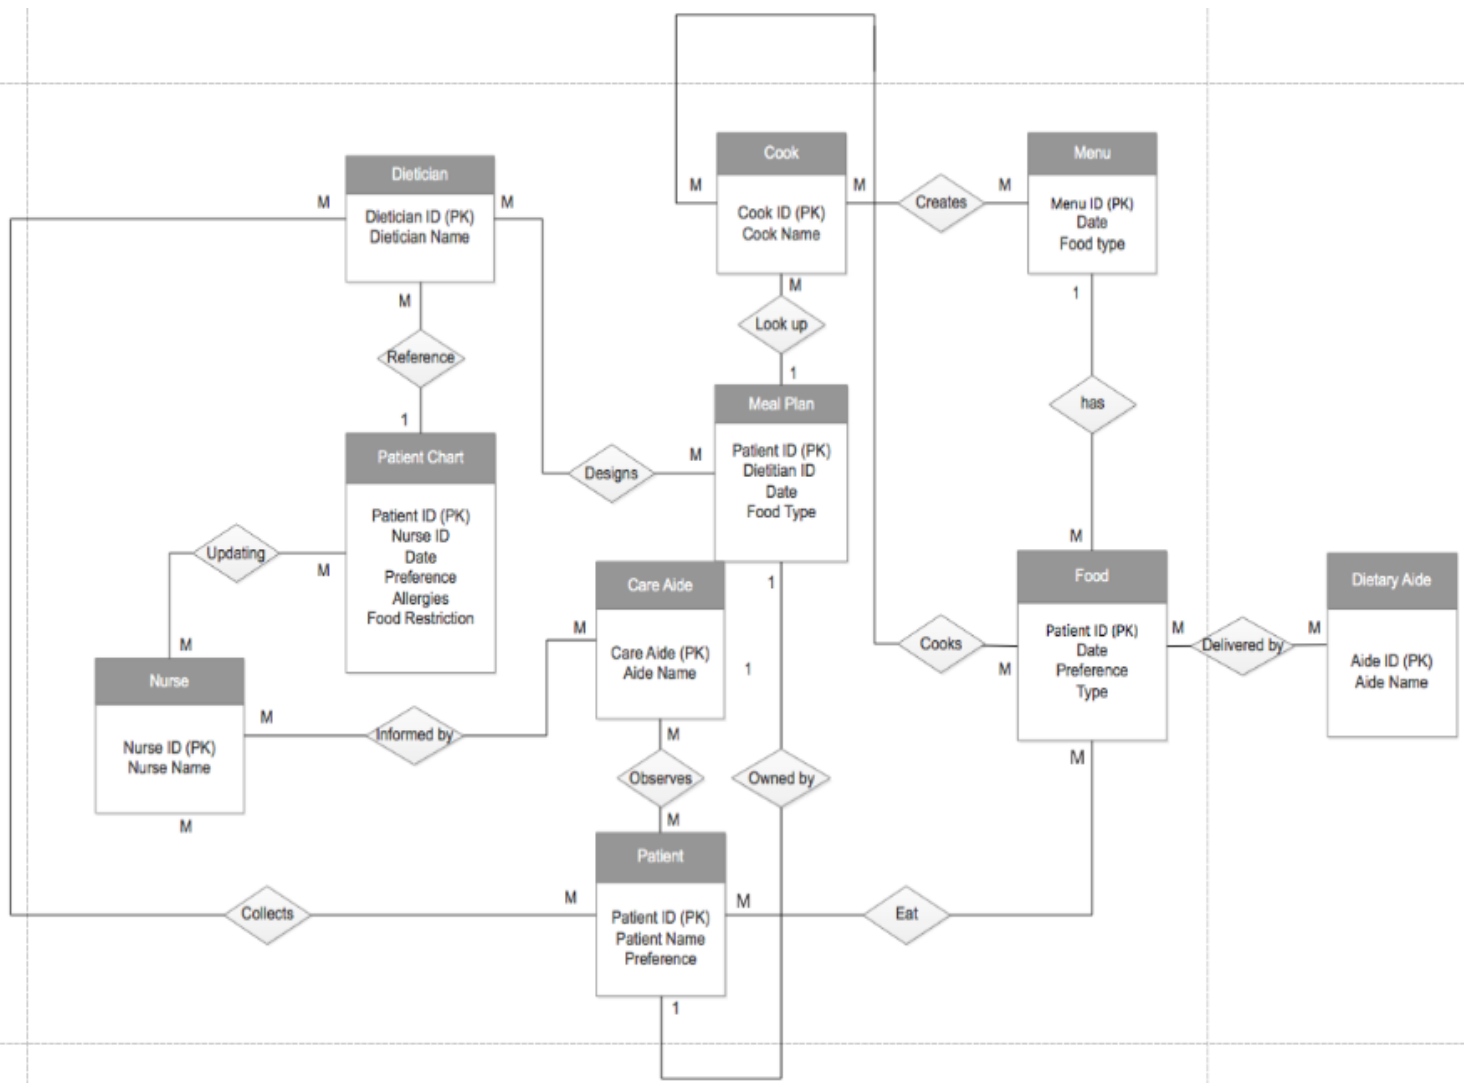 Cook
Menu
Dietician
M
M
M
M
M
Cook ID (PK)
Cook Name
Creates
Menu ID (PK)
Date
Food type
Dietician ID (PK)
Dietician Name
M
M
1
Look up
Reference
1
Meal Plan
has
1
Patient Chart
M
Patient ID (PK)
Dietitian ID
Date
Food Type
Designs
Patient ID (PK)
Nurse ID
Date
Preference
Allergies
Food Restriction
Updating
M
M
Food
Dietary Aide
Care Aide
1
M
M
M
M
Patient ID (PK)
Date
Preference
Type
Cooks
M
Delivered by
Aide ID (PK)
Aide Name
Care Aide (PK)
Aide Name
1
Nurse
M
Informed by
M
Nurse ID (PK)
Nurse Name
M
M
Observes
Owned by
M
M
Patient
M
M
Collects
Eat
Patient ID (PK)
Patient Name
Preference
1